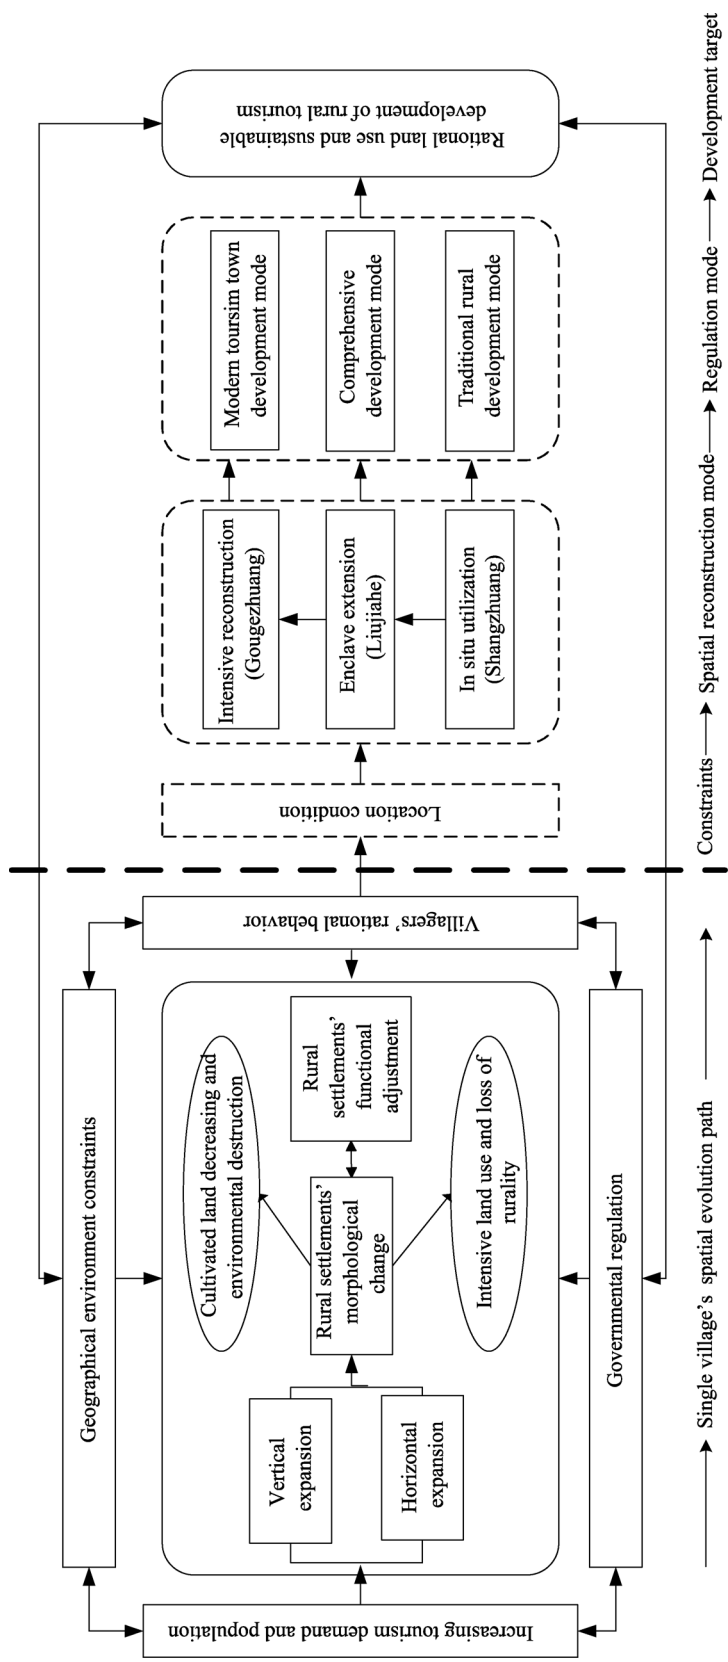 Increasing tourism demand and population
Geographical environment constraints
Vertical
expansion
Horizontal
expansion
Rural settlements’
morphological
change
Cultivated land decreasing and
environmental destruction
Rural
settlements’
functional
adjustment
Intensive land use and loss of
rurality
Governmental regulation
Villagers’ rational behavior
Location condition
Intensive reconstruction
(Gougezhuang)
Enclave extension
(Liujiahe)
In situ utilization
(Shangzhuang)
Modern toursim town
development mode
Comprehensive
development mode
Traditional rural
development mode
Rational land use and sustainable
development of rural tourism
Single village’s spatial evolution path
Constraints
Spatial reconstruction mode
Regulation mode
Development target